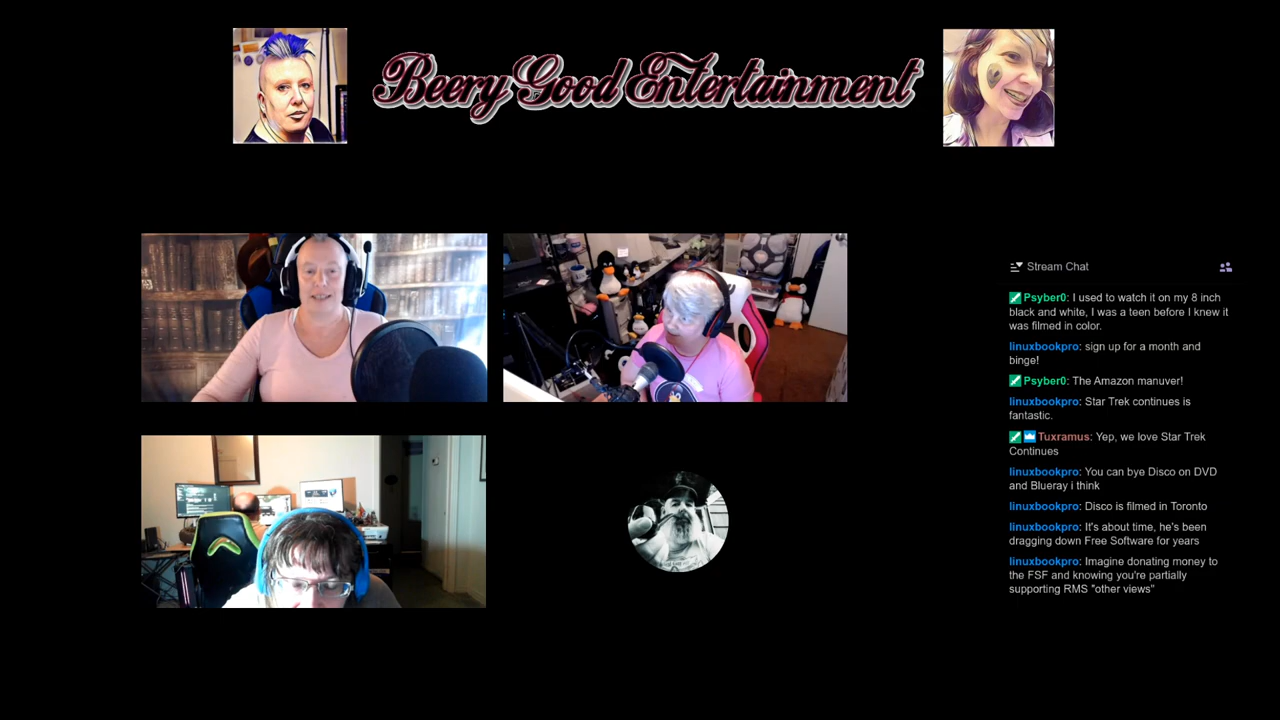 Beery Good Entertainment
Stream Chat
Psyber0: I used to watch it on my 8 inch
black and white, I was a teen before I knew it
was filmed in color.
linuxbookpro: sign up for a month and
binge!
Psyber0: The Amazon manuver!
linuxbookpro: Star Trek continues is
fantastic.
Tuxramus: Yep, we love Star Trek
Continues
linuxbookpro: You can bye Disco on DVD
and Blueray i think
linuxbookpro: Disco is filmed in Toronto
linuxbookpro: It's about time, he's been
dragging down Free Software for years
linuxbookpro: Imagine donating money to
the FSF and knowing you're partially
supporting RMS "other views"